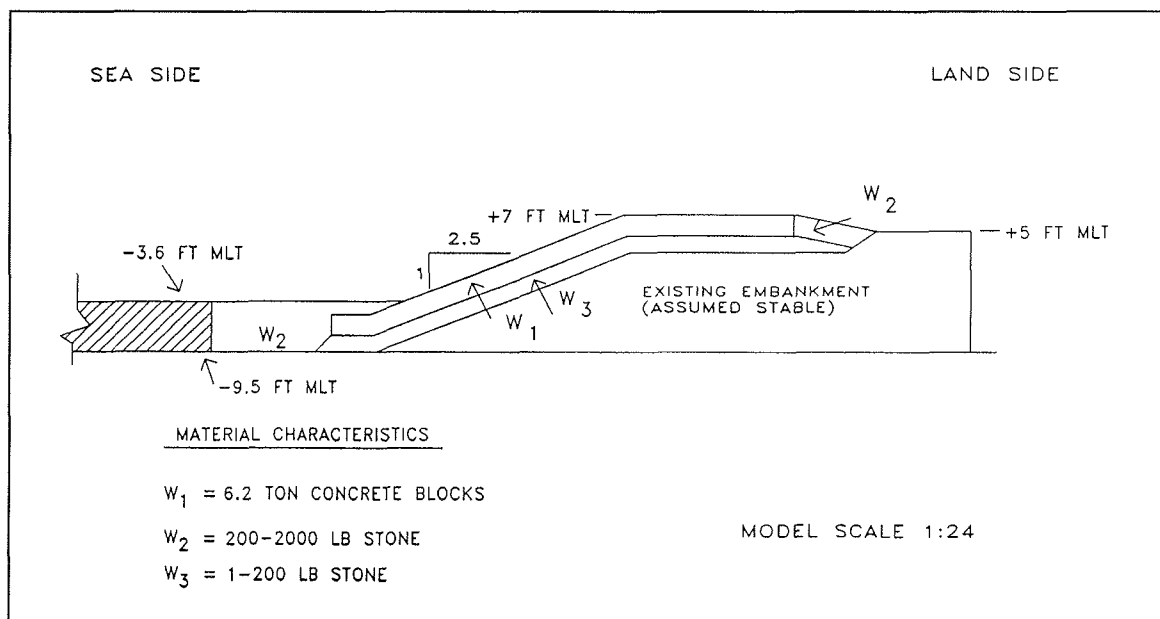 SEA SIDE
LAND SIDE
W2
+7 FT MLT
+5 FT MLT
2.5
1
-3.6 FT MLT
W3
W1
EXISTING EMBANKMENT
(ASSUMED STABLE)
W2
-9.5 FT MLT
MATERIAL CHARACTERISTICS
W1 = 6.2 TON CONCRETE BLOCKS
W2 = 200-2000 LB STONE
W3 = 1-200 LB STONE
MODEL SCALE 1:24